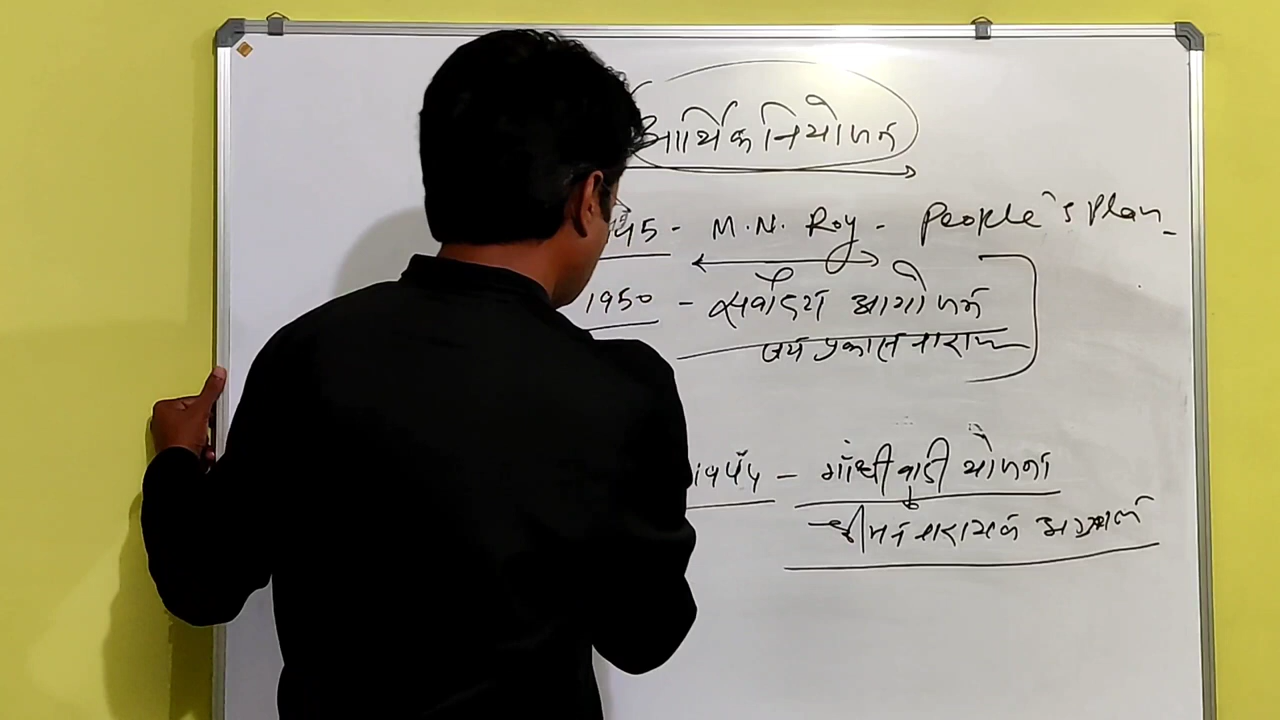 आर्थिक नियोजन
45 - M.N. Roy - People's Plan
1950 - सर्वोदय आयोजन
जय प्रकाश नारायण
गाँधीवादी योजना
श्रीमन नारायण अग्रवाल